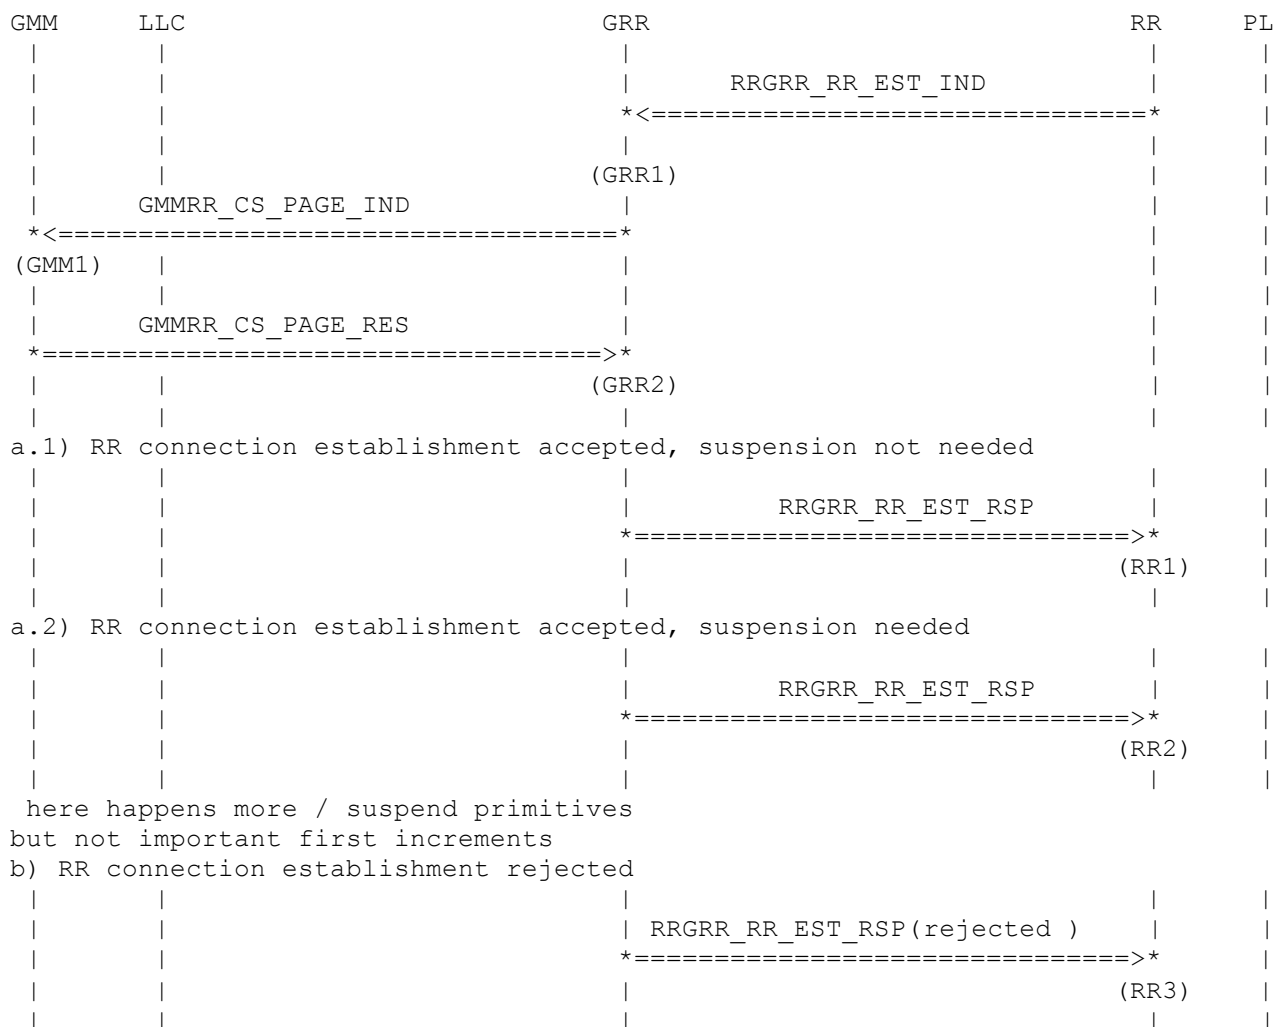 GMM LLC GRR RR PL
RRGRR_RR_EST_IND
*<===============================*
(GRR1)
GMMRR_CS_PAGE_IND
*<===================================*
(GMM1)
GMMRR_CS_PAGE_RES
*===================================>*
(GRR2)
a.1) RR connection establishment accepted, suspension not needed
RRGRR_RR_EST_RSP
*===============================>*
(RR1)
a.2) RR connection establishment accepted, suspension needed
RRGRR_RR_EST_RSP
*===============================>*
(RR2)
here happens more / suspend primitives
but not important first increments
b) RR connection establishment rejected
RRGRR_RR_EST_RSP(rejected )
*===============================>*
(RR3)